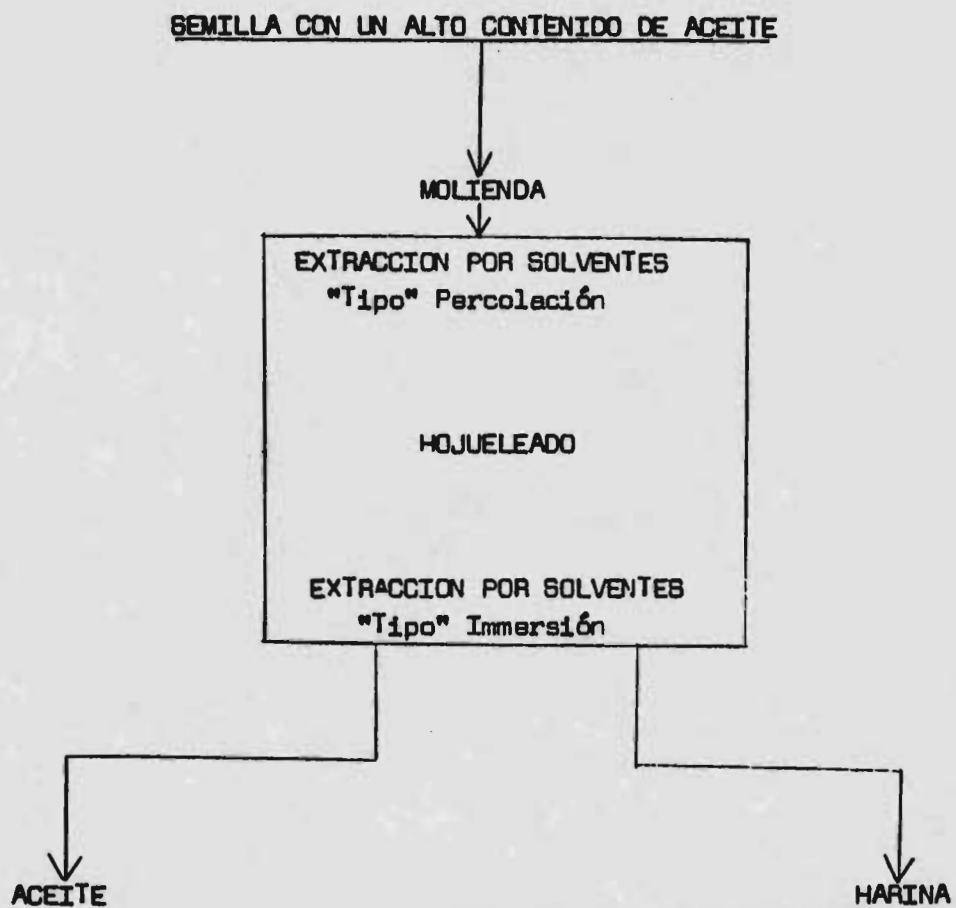 SEMILLA CON UN ALTO CONTENIDO DE ACEITE
MOLIENDA
EXTRACCION POR SOLVENTES
"Tipo" Percolación
HOJUELEADO
EXTRACCION POR SOLVENTES
"Tipo" Immersión
ACEITE
HARINA